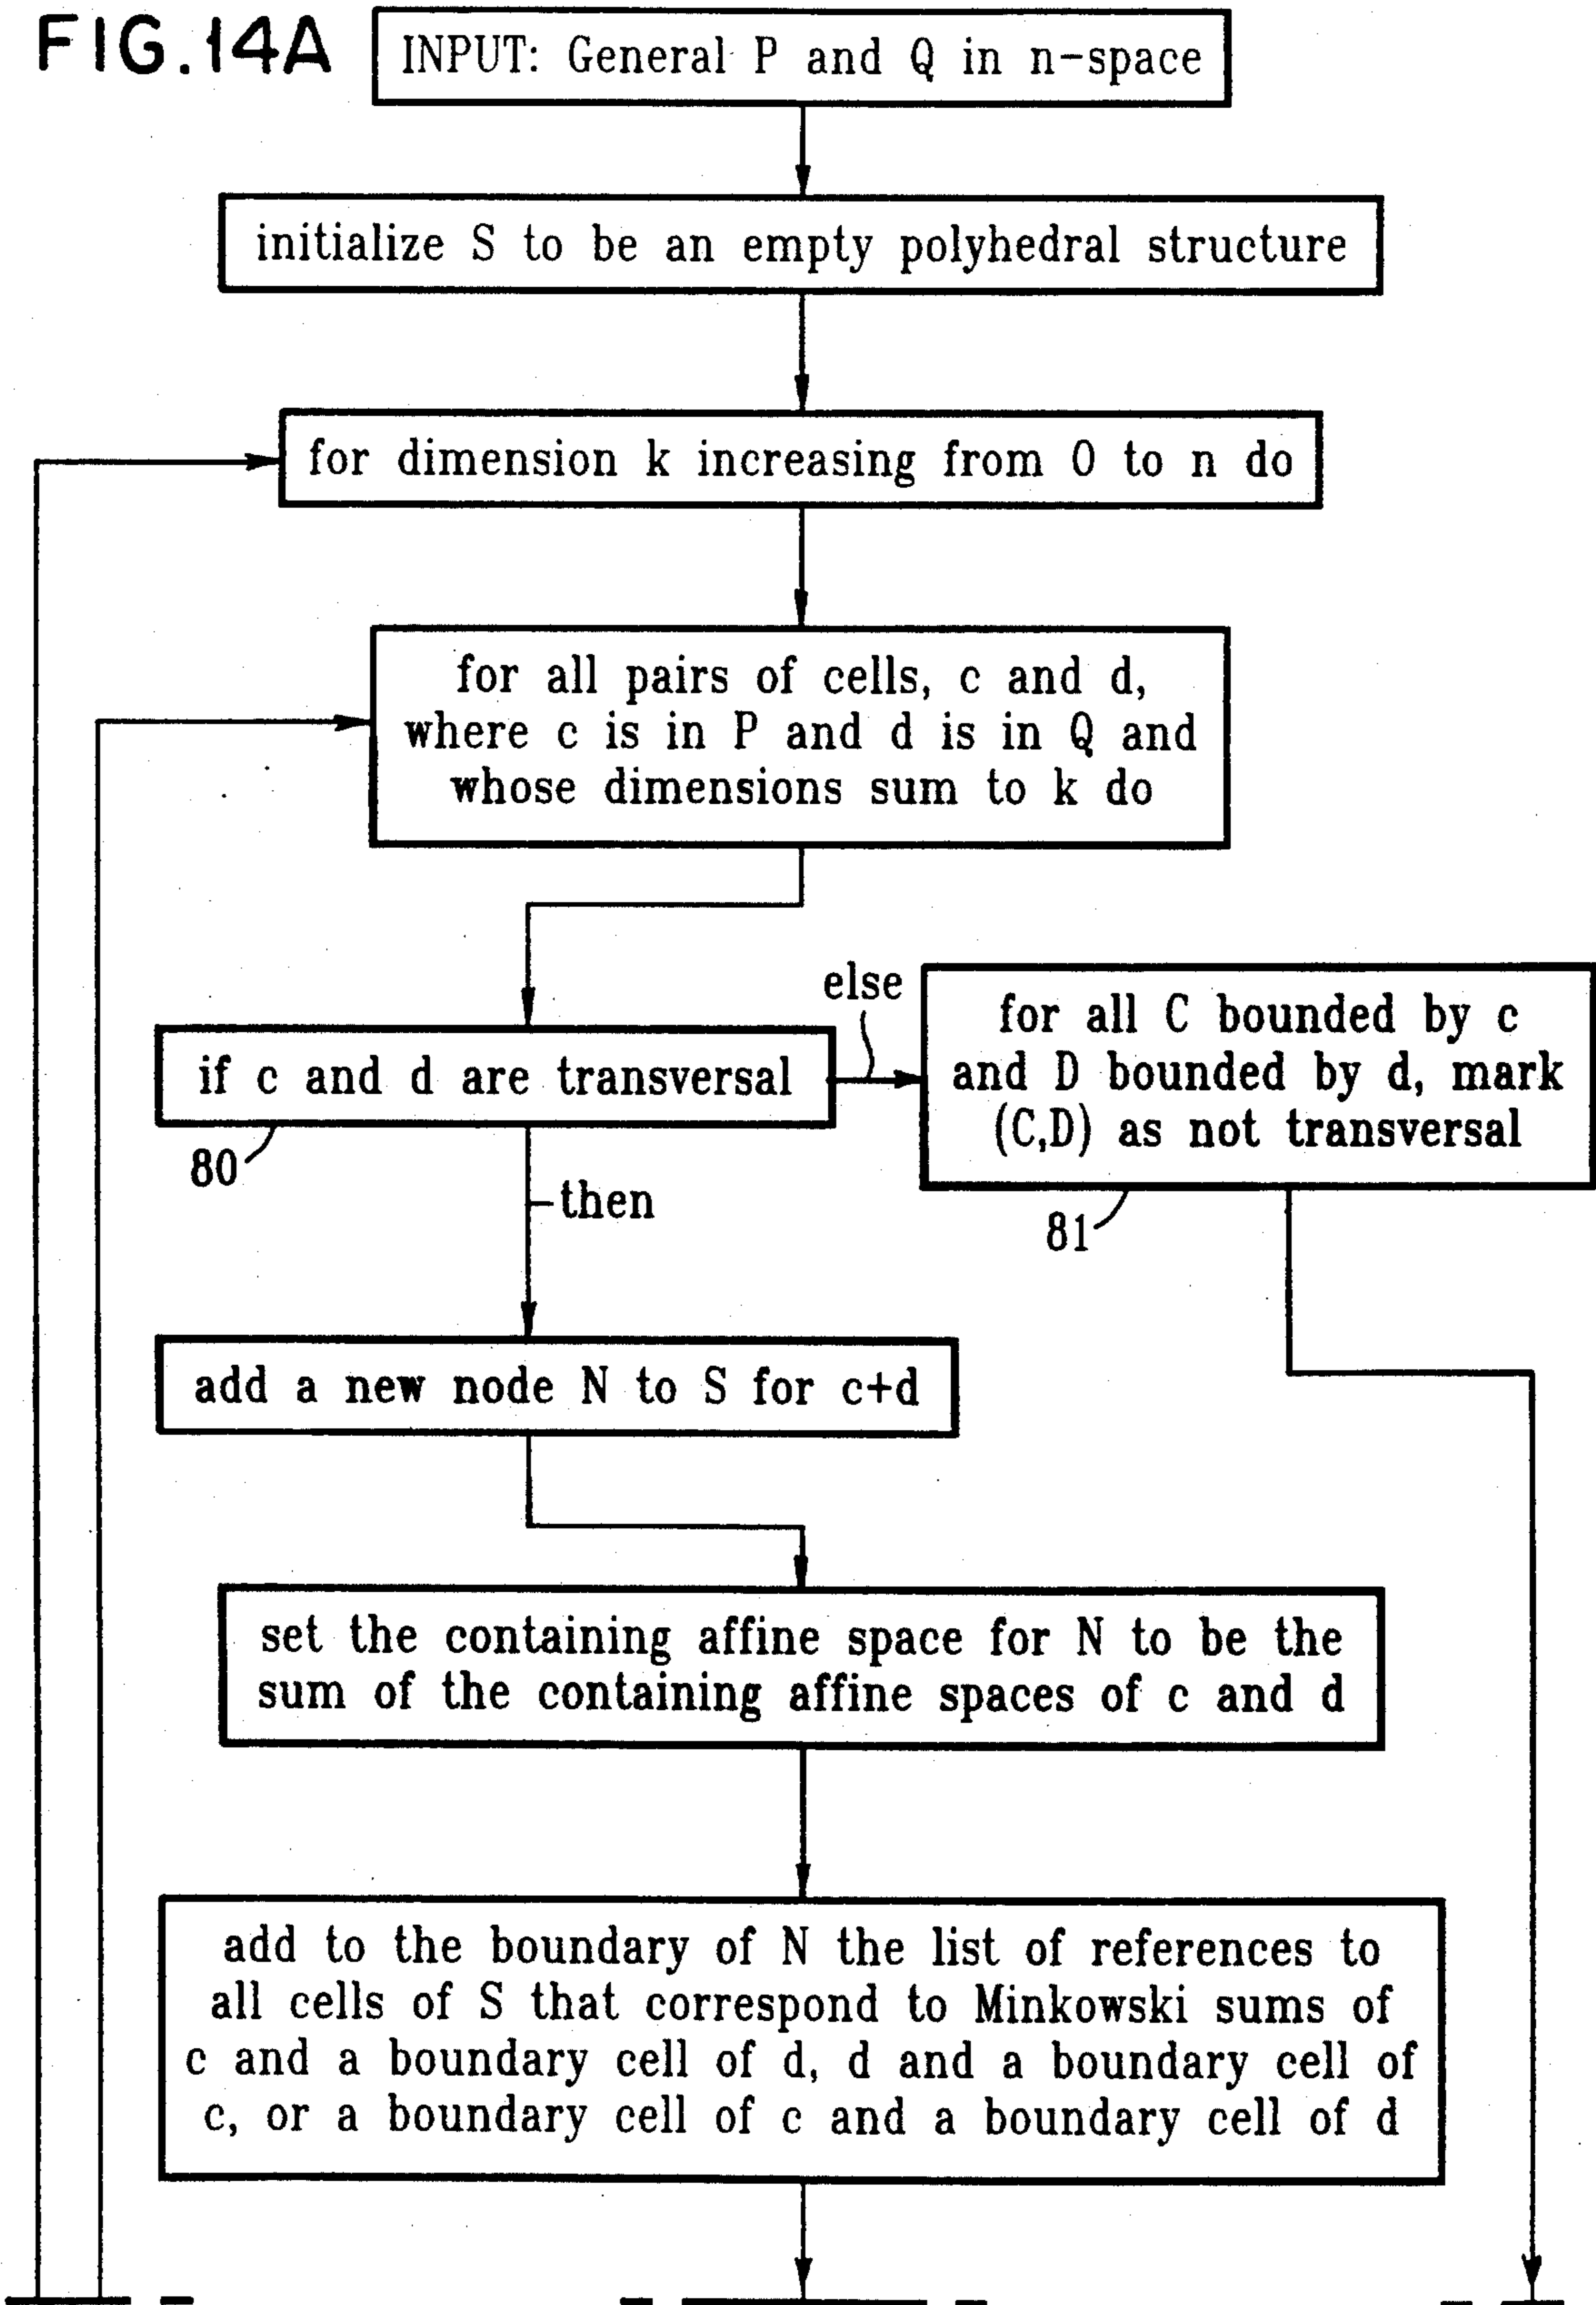 FIG.14A
INPUT: General P and Q in n-space
initialize S to be an empty polyhedral structure
for dimension k increasing from 0 to n do
for all pairs of cells, c and d,
where c is in P and d is in Q and
whose dimensions sum to k do
else
for all C bounded by c
and D bounded by d, mark
(C,D) as not transversal
if c and d are transversal
80
81
then
add a new node N to S for c+d
set the containing affine space for N to be the
sum of the containing affine spaces of c and d
add to the boundary of N the list of references to
all cells of S that correspond to Minkowski sums of
c and a boundary cell of d, d and a boundary cell of
c, or a boundary cell of c and a boundary cell of d